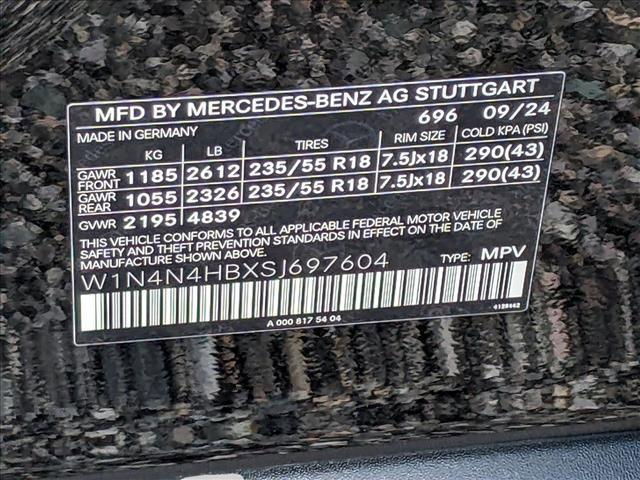 MFD BY MERCEDES-BENZ AG STUTTGART
696 09/24
MADE IN GERMANY
KG LB TIRES RIM SIZE COLD KPA (PSI)
GAWR FRONT 1185 2612 235/55 R18 7.5Jx18 290(43)
GAWR REAR 1055 2326 235/55 R18 7.5Jx18 290(43)
GVWR 2195 4839
THIS VEHICLE CONFORMS TO ALL APPLICABLE FEDERAL MOTOR VEHICLE
SAFETY AND THEFT PREVENTION STANDARDS IN EFFECT ON THE DATE OF
MANUFACTURE SHOWN ABOVE.
W1N4N4HBXSJ697604 TYPE: MPV
A 000 817 54 04